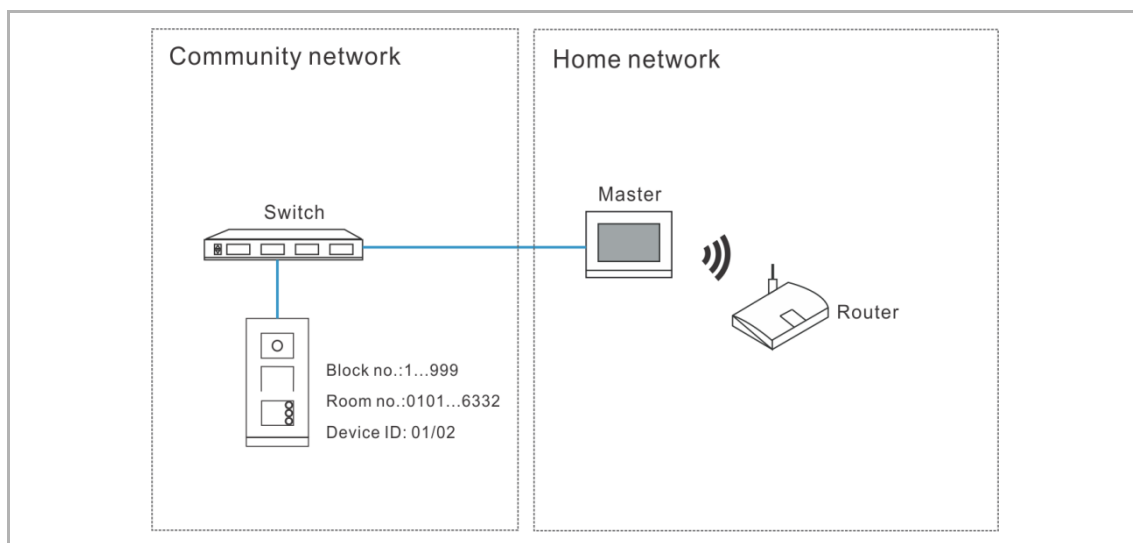 Community network
Home network
Master
Switch
Router
Block no.:1...999
Room no.:0101...6332
Device ID: 01/02